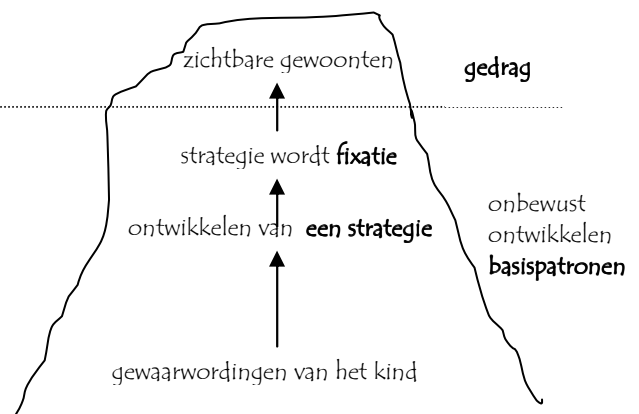 zichtbare gewoonten
gedrag
strategie wordt fixatie
ontwikkelen van een strategie
onbewust
ontwikkelen
basispatronen
gewaarwordingen van het kind